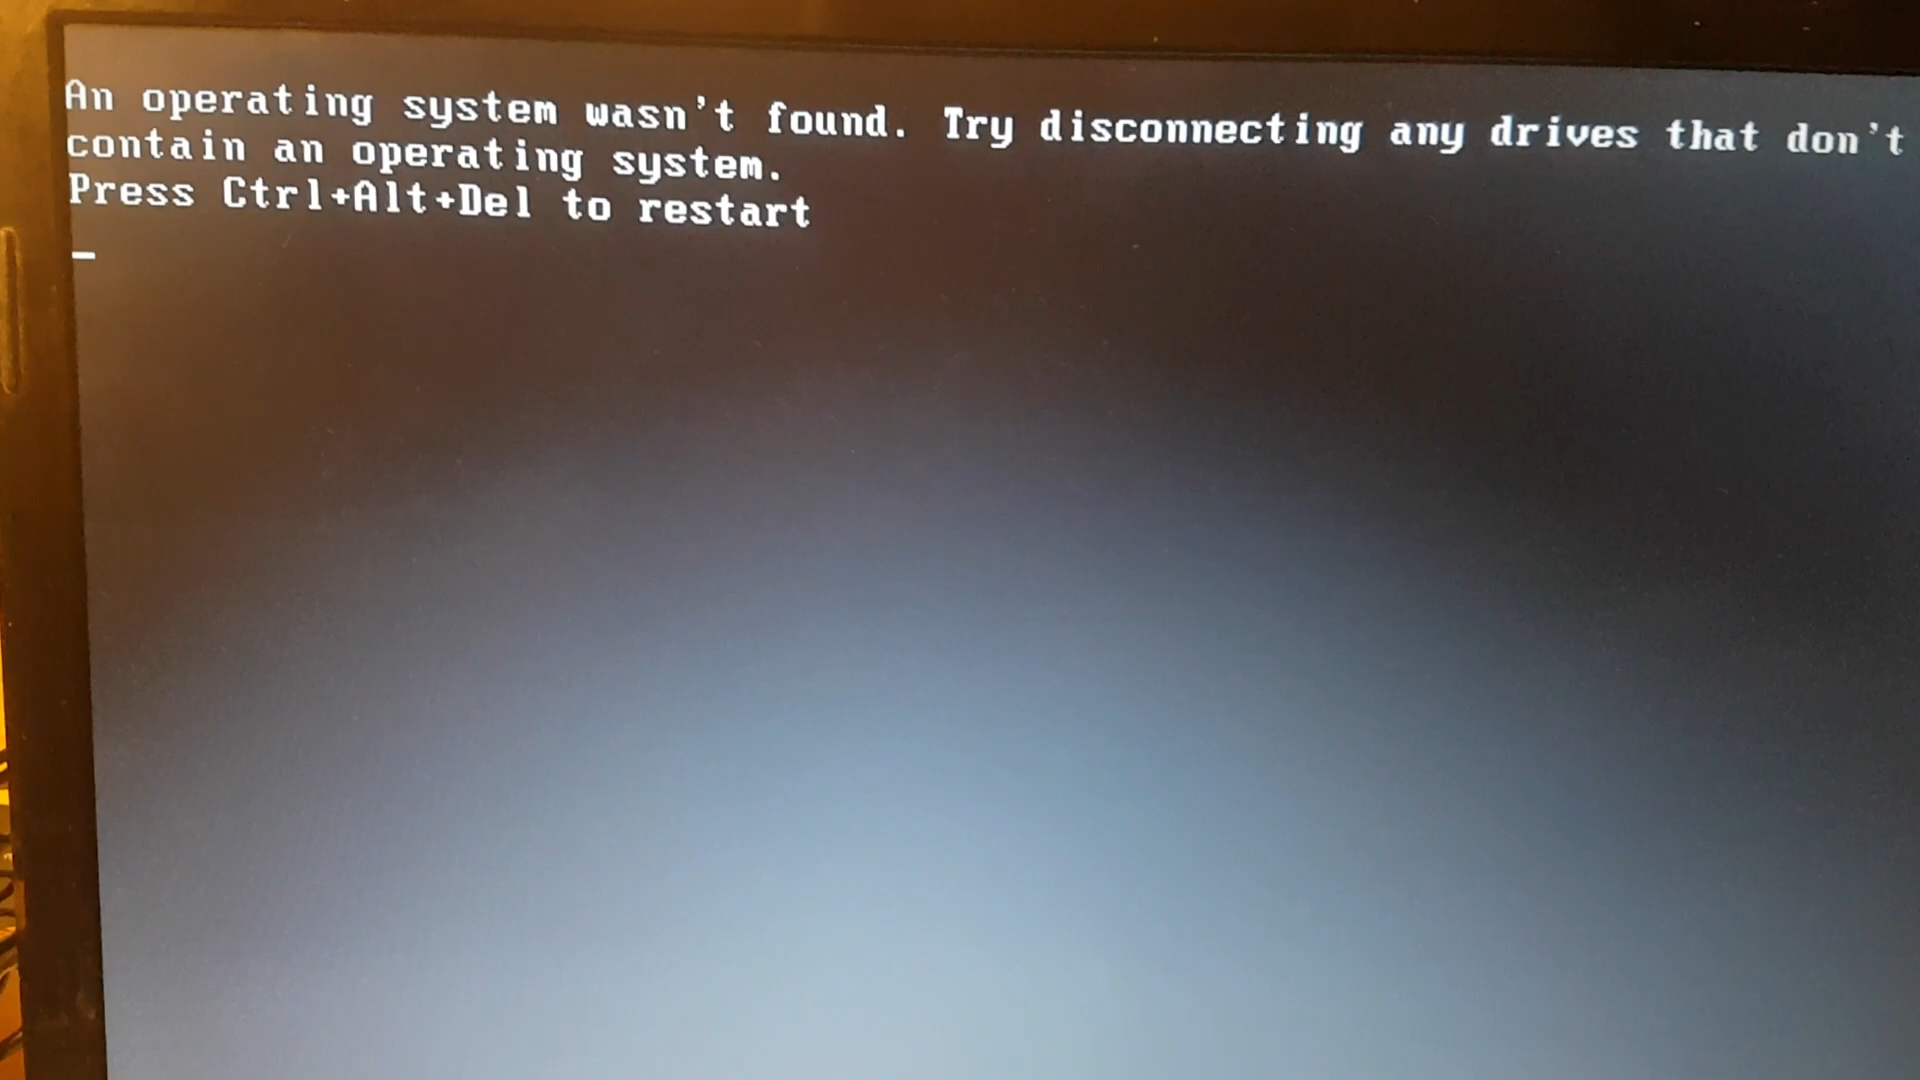 An operating system wasn't found. Try disconnecting any drives that don't
contain an operating system.
Press Ctrl+Alt+Del to restart
_